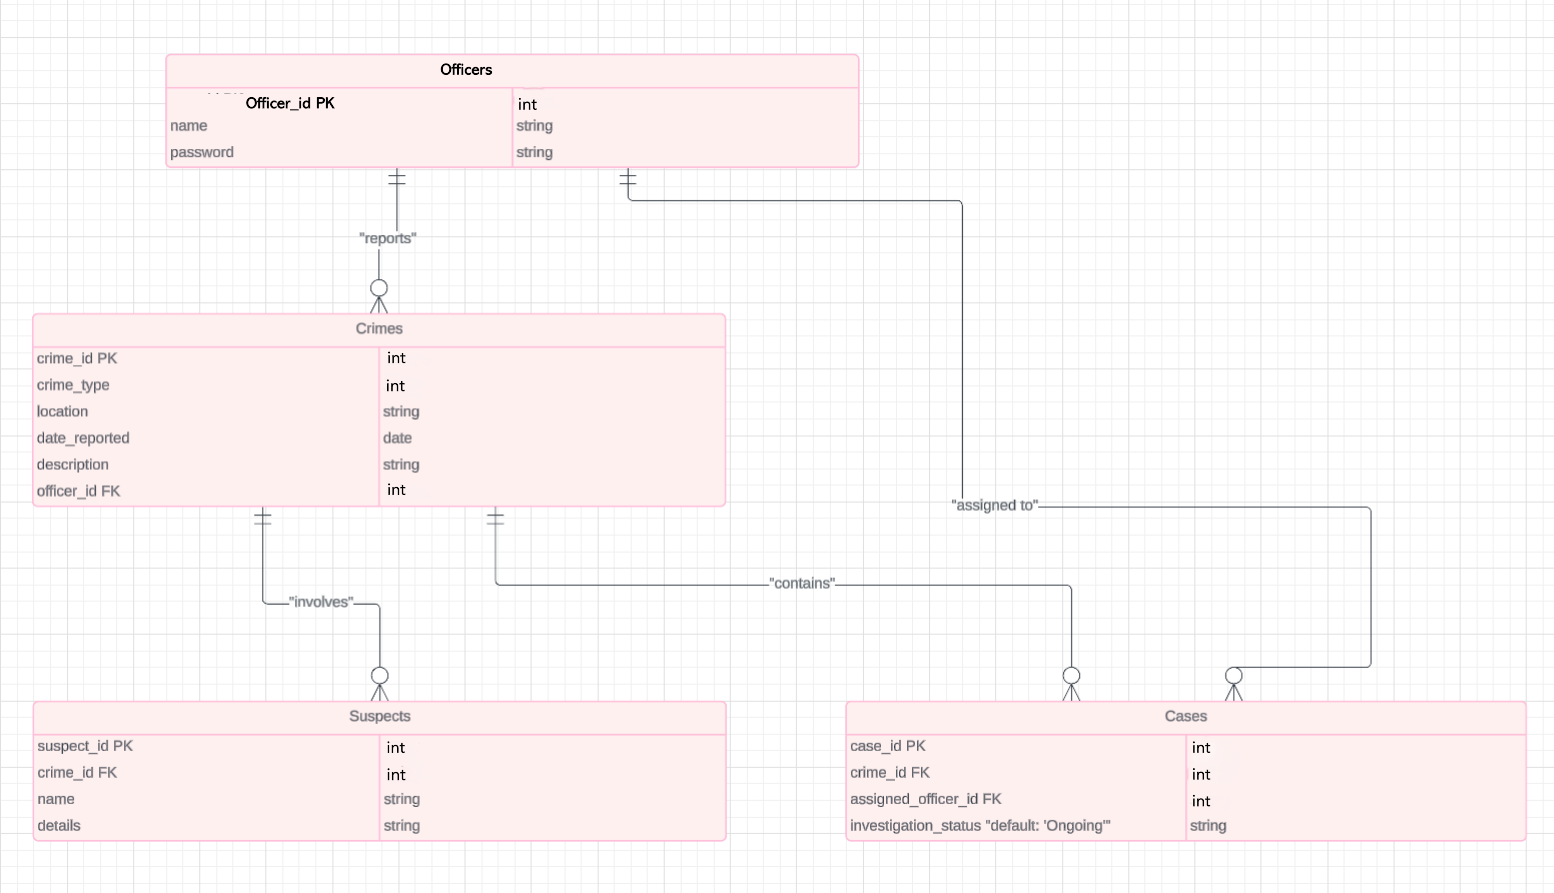 Officers
Officer_id PK int
name string
password string
"reports"
Crimes
crime_id PK int
crime_type int
location string
date_reported date
description string
officer_id FK int
"assigned to"
"contains"
"involves"
Suspects
suspect_id PK int
crime_id FK int
name string
details string
Cases
case_id PK int
crime_id FK int
assigned_officer_id FK int
investigation_status "default: 'Ongoing'" string